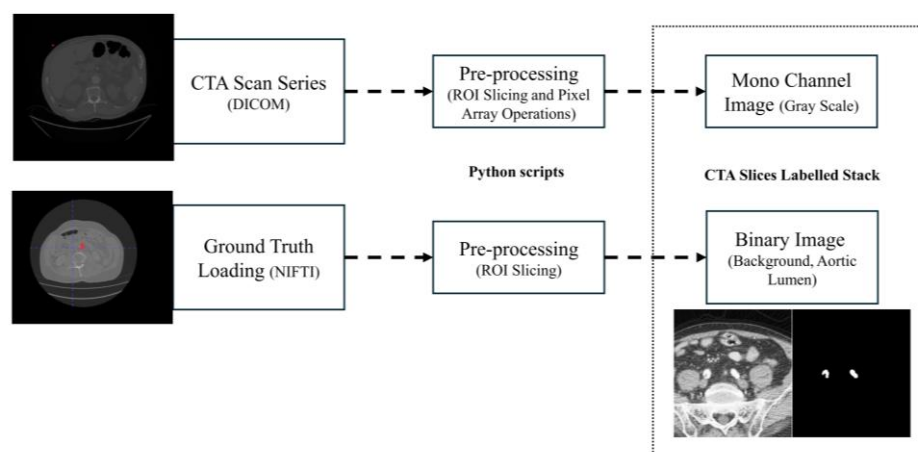 CTA Scan Series
(DICOM)
Pre-processing
(ROI Slicing and Pixel
Array Operations)
Mono Channel
Image (Gray Scale)
Python scripts
CTA Slices Labelled Stack
Ground Truth
Loading (NIFTI)
Pre-processing
(ROI Slicing)
Binary Image
(Background, Aortic
Lumen)